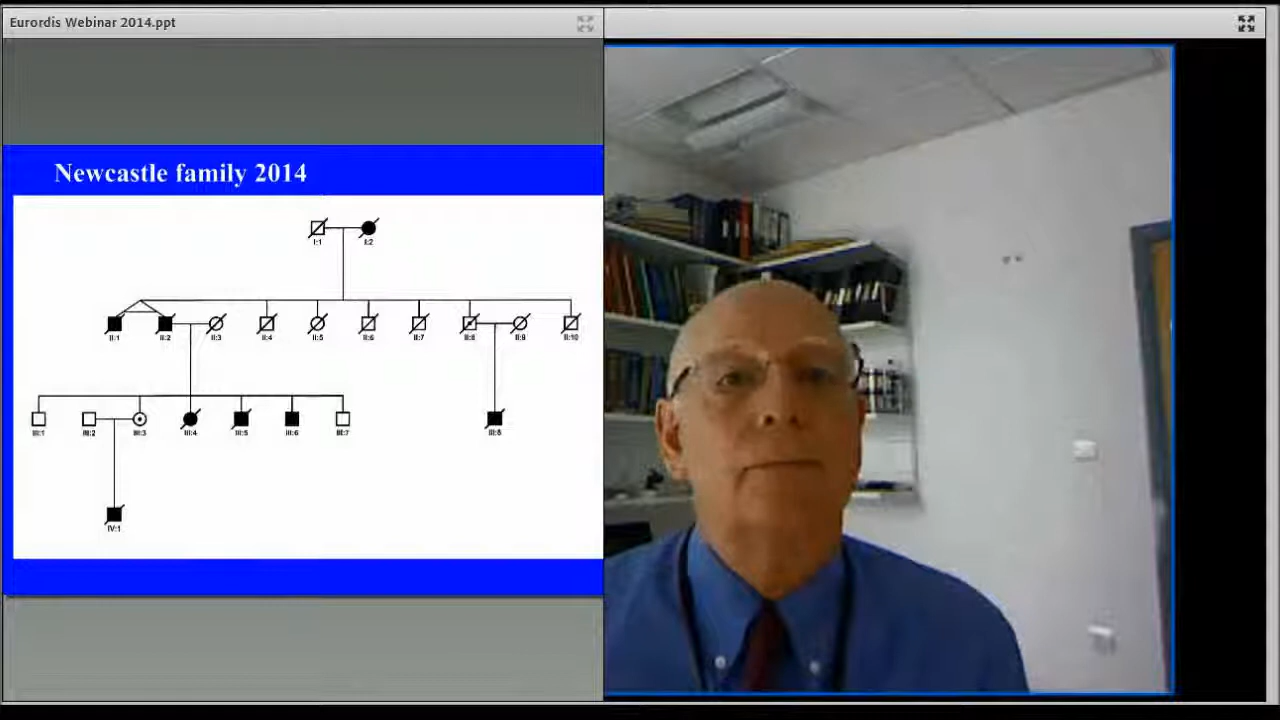 Eurordis Webinar 2014.ppt
Newcastle family 2014
I:1 I:2
II:1 II:2 II:3 II:4 II:5 II:6 II:7 II:8 II:9 II:10
III:1 III:2 III:3 III:4 III:5 III:6 III:7 III:8
IV:1